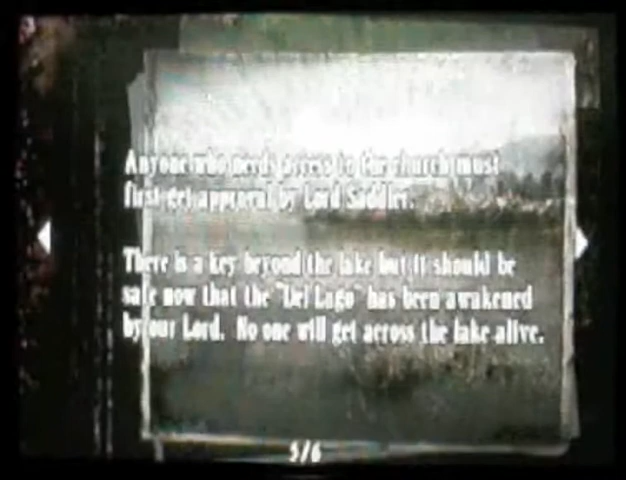 Anyone who needs access to the church must
first get approval by Lord Saddler.
There is a key beyond the lake but it should be
safe now that the "Del Lago" has been awakened
by our Lord. No one will get across the lake alive.
5/6